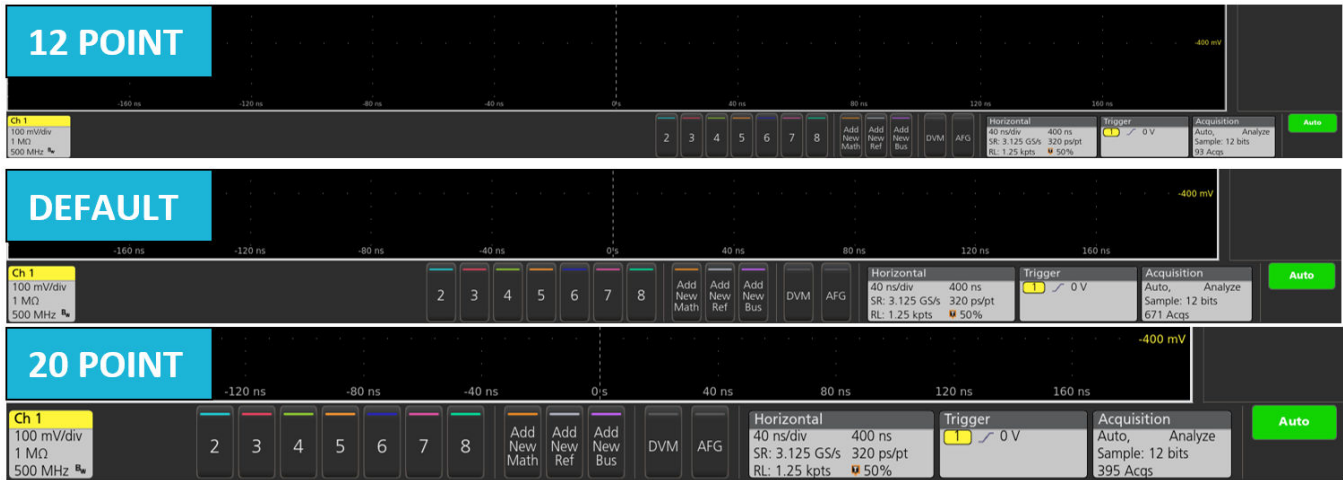 12 POINT
-400 mV
-160 ns -120 ns -80 ns -40 ns 0 s 40 ns 80 ns 120 ns 160 ns
Ch 1
100 mV/div
1 MΩ
500 MHz Bw
2 3 4 5 6 7 8
Add New Math
Add New Ref
Add New Bus
DVM
AFG
Horizontal
40 ns/div 400 ns
SR: 3.125 GS/s 320 ps/pt
RL: 1.25 kpts 50%
Trigger
1 0 V
Acquisition
Auto, Analyze
Sample: 12 bits
93 Acqs
Auto
DEFAULT
-400 mV
-160 ns -120 ns -80 ns -40 ns 0 s 40 ns 80 ns 120 ns 160 ns
Ch 1
100 mV/div
1 MΩ
500 MHz Bw
2 3 4 5 6 7 8
Add
New
Math
Add
New
Ref
Add
New
Bus
DVM
AFG
Horizontal
40 ns/div 400 ns
SR: 3.125 GS/s 320 ps/pt
RL: 1.25 kpts 50%
Trigger
1 0 V
Acquisition
Auto, Analyze
Sample: 12 bits
671 Acqs
Auto
20 POINT
-400 mV
-120 ns -80 ns -40 ns 0 s 40 ns 80 ns 120 ns 160 ns
Ch 1
100 mV/div
1 MΩ
500 MHz Bw
2 3 4 5 6 7 8
Add
New
Math
Add
New
Ref
Add
New
Bus
DVM
AFG
Horizontal
40 ns/div 400 ns
SR: 3.125 GS/s 320 ps/pt
RL: 1.25 kpts 50%
Trigger
1 0 V
Acquisition
Auto, Analyze
Sample: 12 bits
395 Acqs
Auto